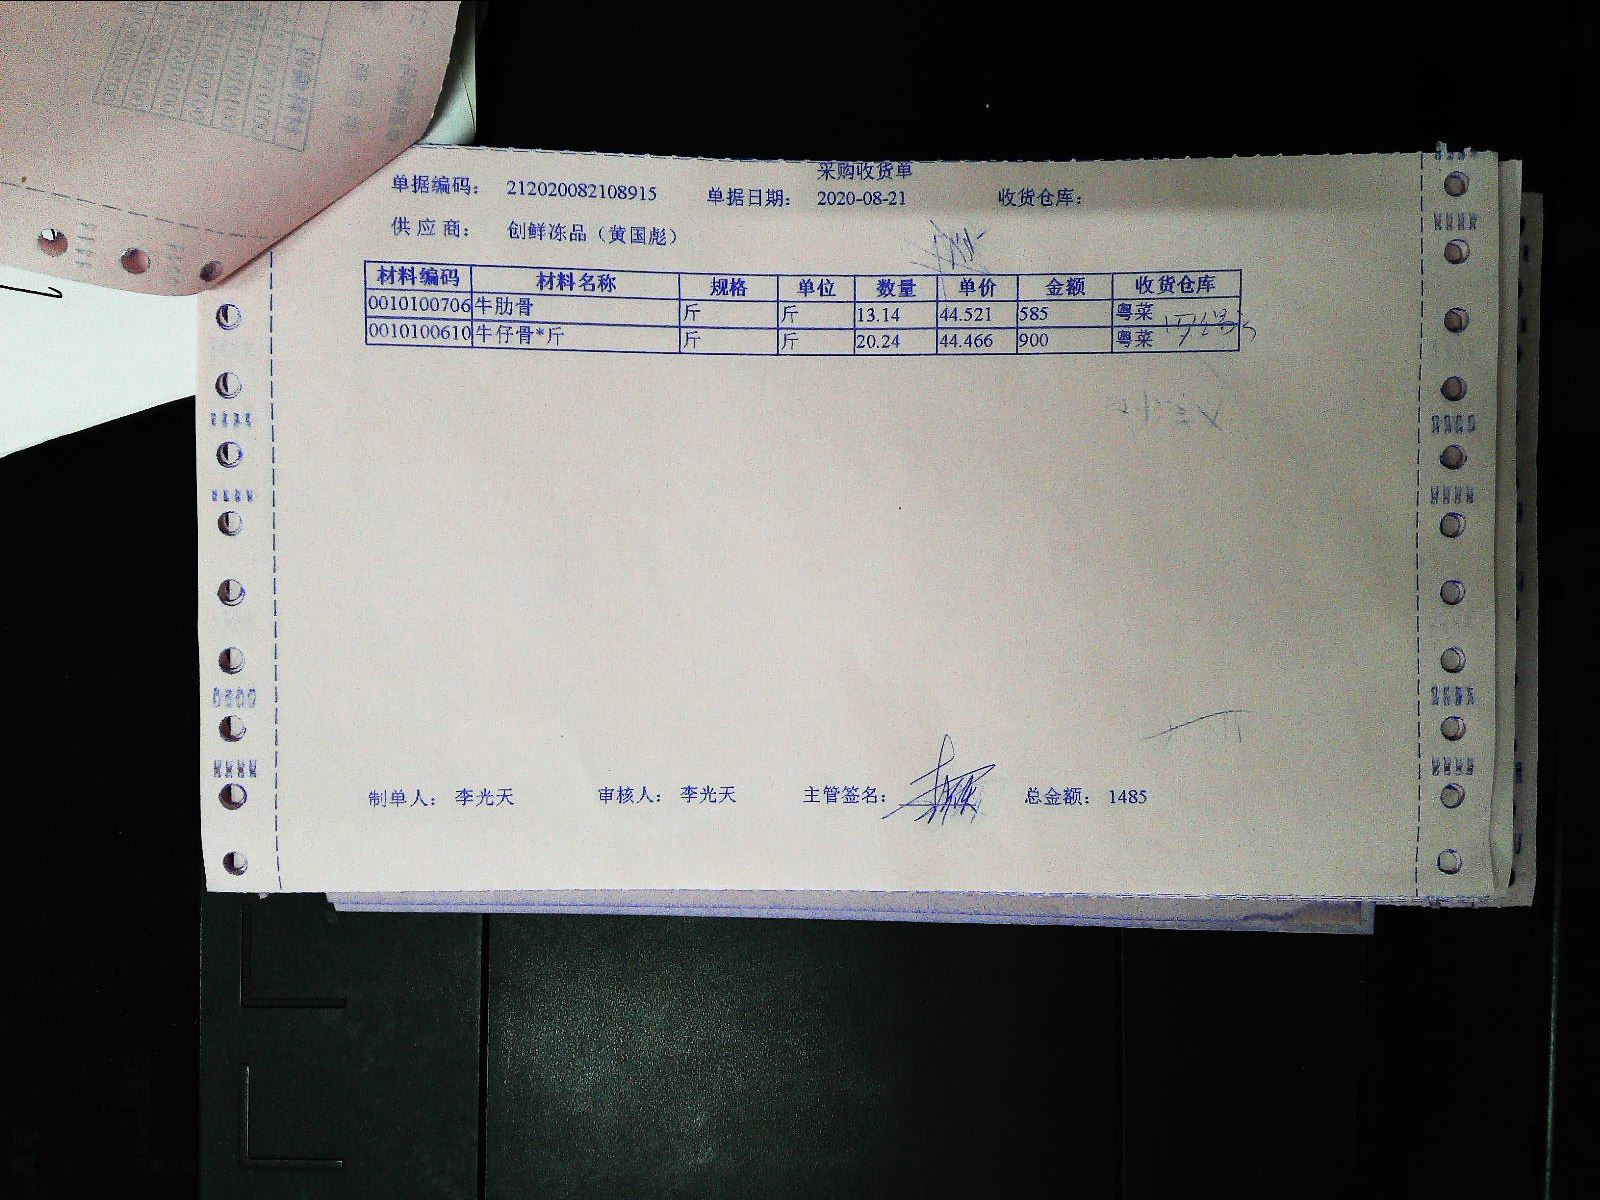 采购收货单
单据编码： 212020082108915 单据日期： 2020-08-21 收货仓库：
供 应 商： 创鲜冻品（黄国彪）
材料编码 材料名称 规格 单位 数量 单价 金额 收货仓库
0010100706 牛肋骨 斤 斤 13.14 44.521 585 粤菜
0010100610 牛仔骨*斤 斤 斤 20.24 44.466 900 粤菜
制单人： 李光天 审核人： 李光天 主管签名： 总金额： 1485